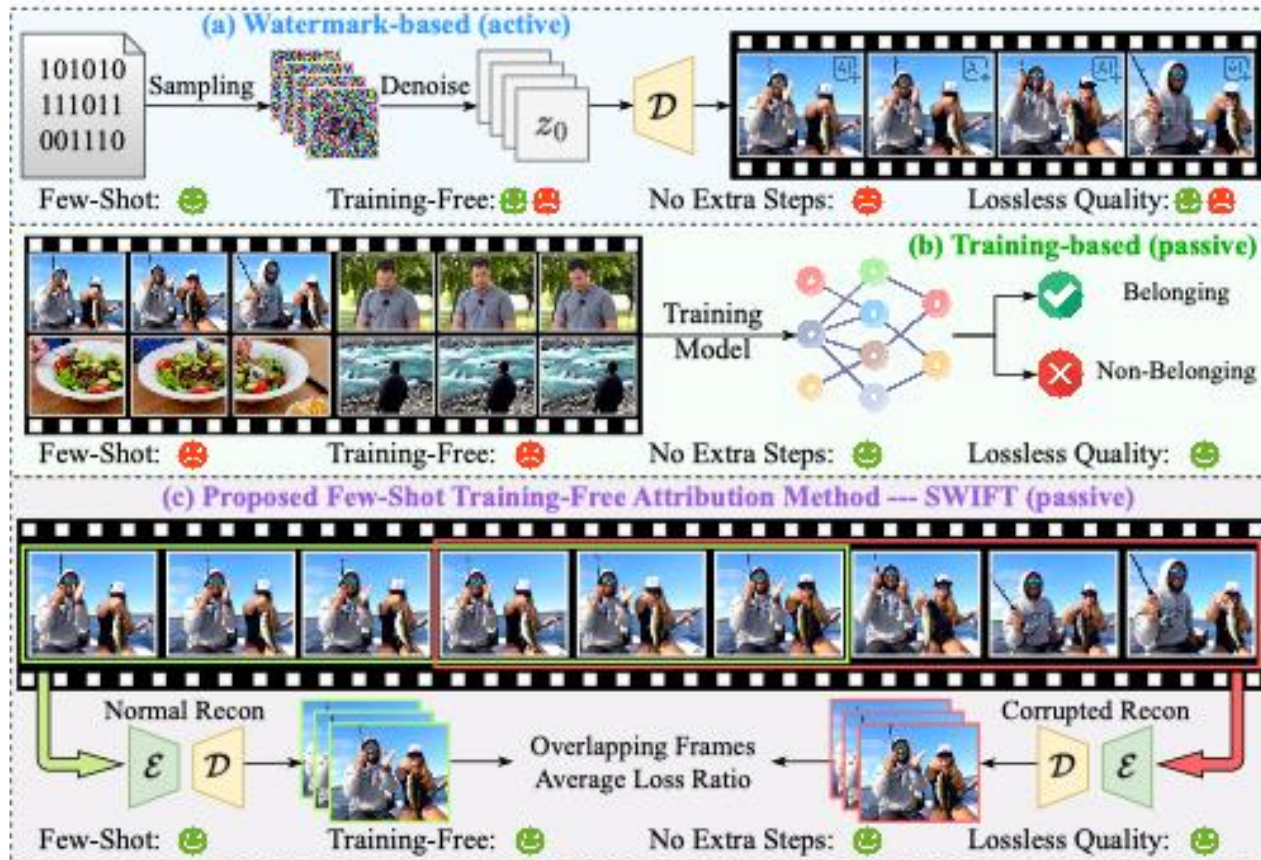 (a) Watermark-based (active)
101010
111011
001110
Sampling
Denoise
z₀
D
Few-Shot:
Training-Free:
No Extra Steps:
Lossless Quality:
(b) Training-based (passive)
Training
Model
Belonging
Non-Belonging
Few-Shot:
Training-Free:
No Extra Steps:
Lossless Quality:
(c) Proposed Few-Shot Training-Free Attribution Method --- SWIFT (passive)
Normal Recon
E D
Overlapping Frames
Average Loss Ratio
Corrupted Recon
D E
Few-Shot:
Training-Free:
No Extra Steps:
Lossless Quality: